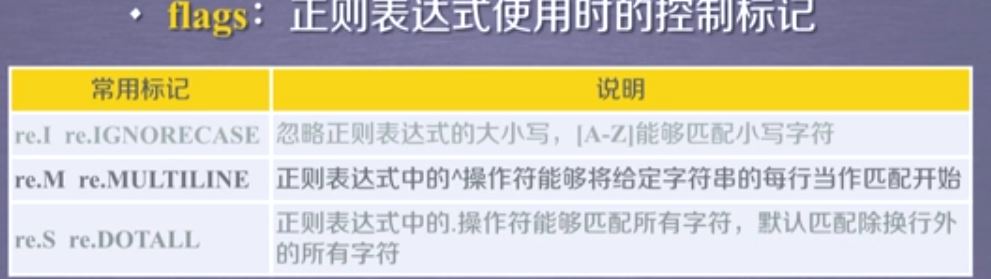 • flags：正则表达式使用时的控制标记
常用标记 说明
re.I re.IGNORECASE 忽略正则表达式的大小写，[A-Z]能够匹配小写字符
re.M re.MULTILINE 正则表达式中的^操作符能够将给定字符串的每行当作匹配开始
re.S re.DOTALL 正则表达式中的.操作符能够匹配所有字符，默认匹配除换行外
的所有字符